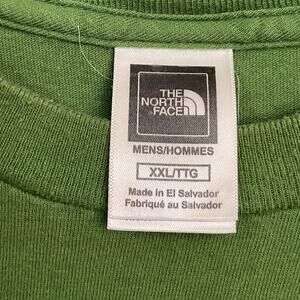 THE
NORTH
FACE
MENS/HOMMES
XXL/TTG
Made in El Salvador
Fabriqué au Salvador